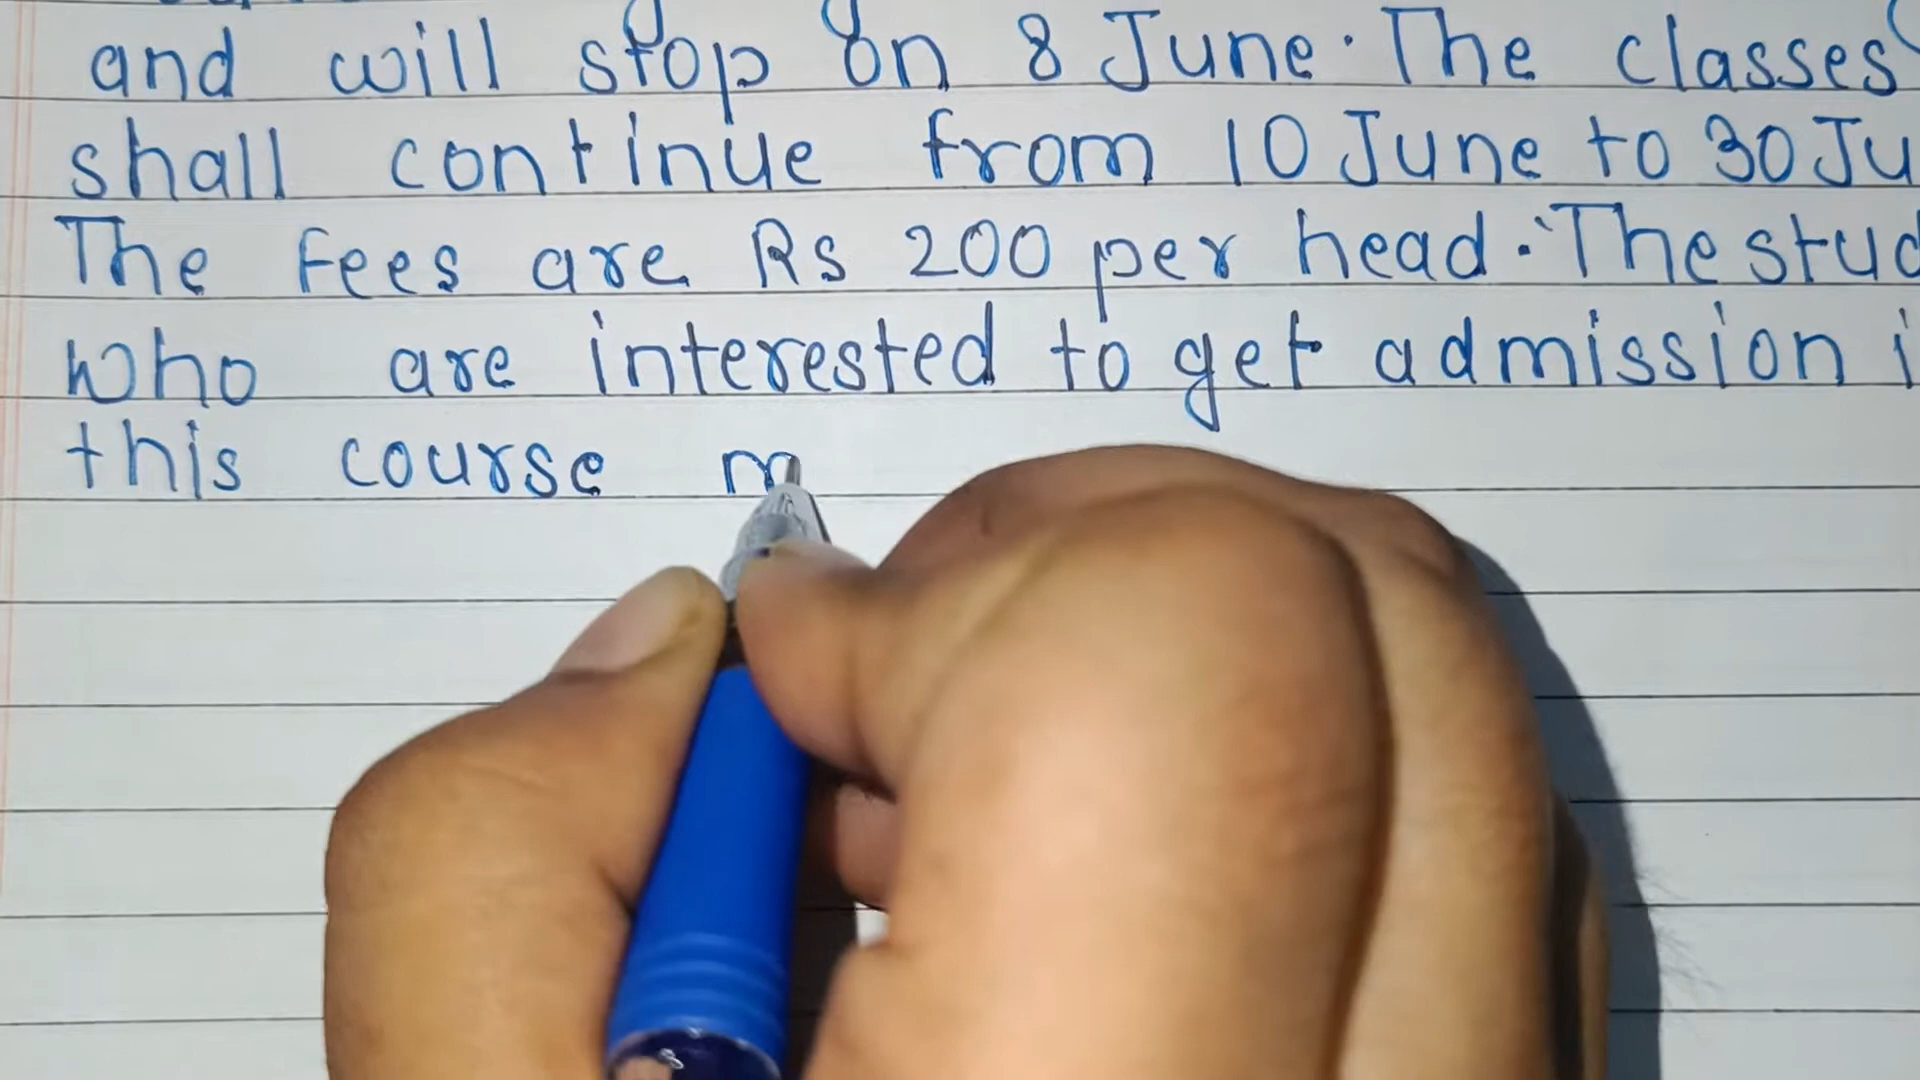 and will stop on 8 June. The classes
shall continue from 10 June to 30 Ju
The Fees are Rs 200 per head. The stud
who are interested to get admission i
this course m